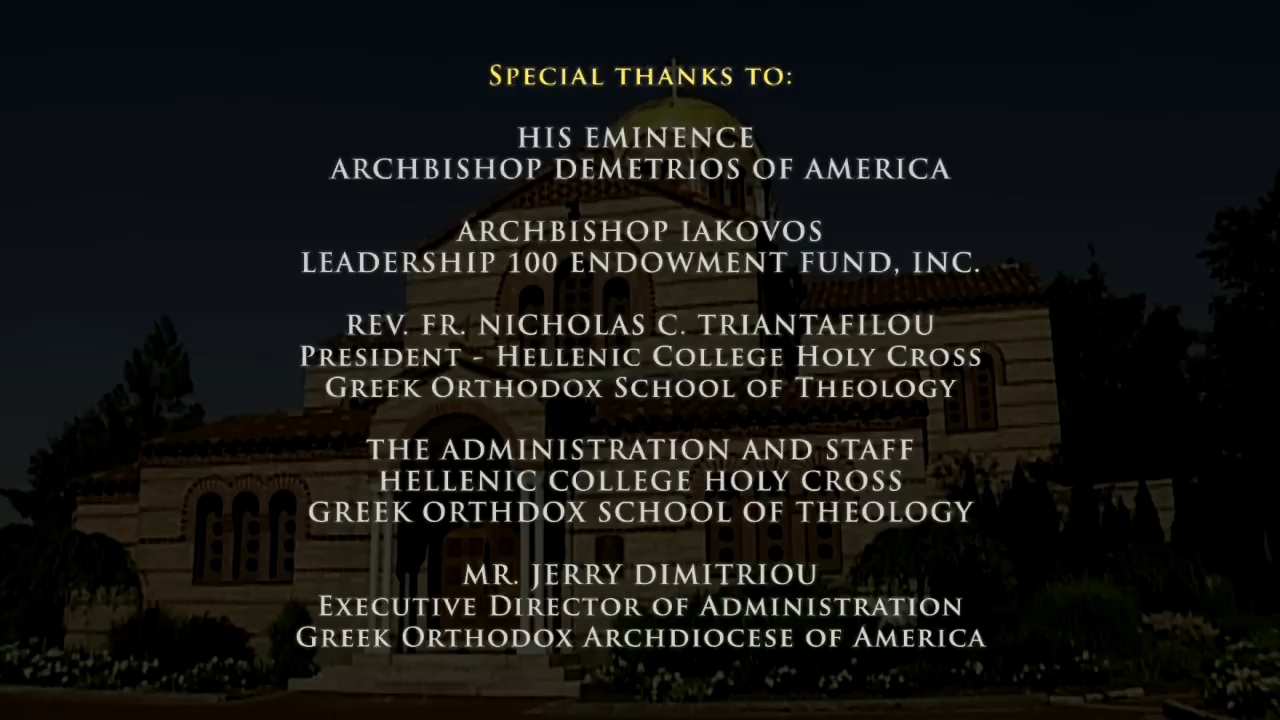 SPECIAL THANKS TO:
HIS EMINENCE
ARCHBISHOP DEMETRIOS OF AMERICA
ARCHBISHOP IAKOVOS
LEADERSHIP 100 ENDOWMENT FUND, INC.
REV. FR. NICHOLAS C. TRIANTAFILOU
PRESIDENT - HELLENIC COLLEGE HOLY CROSS
GREEK ORTHODOX SCHOOL OF THEOLOGY
THE ADMINISTRATION AND STAFF
HELLENIC COLLEGE HOLY CROSS
GREEK ORTHDOX SCHOOL OF THEOLOGY
MR. JERRY DIMITRIOU
EXECUTIVE DIRECTOR OF ADMINISTRATION
GREEK ORTHODOX ARCHDIOCESE OF AMERICA